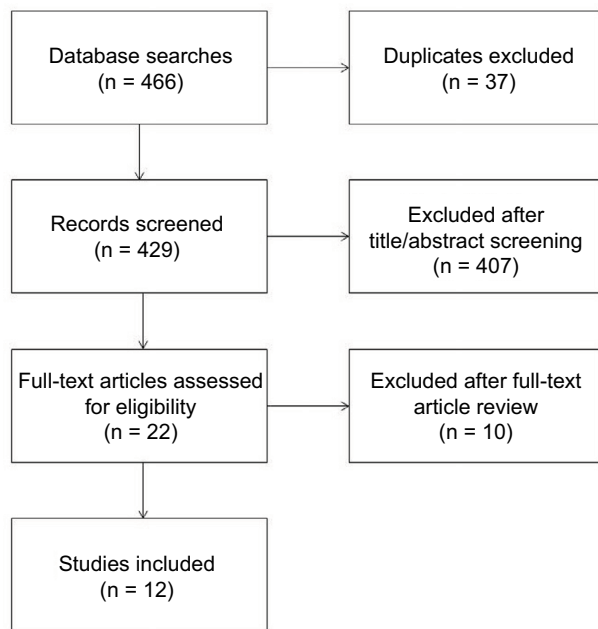 Database searches
(n = 466)
Duplicates excluded
(n = 37)
Records screened
(n = 429)
Excluded after
title/abstract screening
(n = 407)
Full-text articles assessed
for eligibility
(n = 22)
Excluded after full-text
article review
(n = 10)
Studies included
(n = 12)